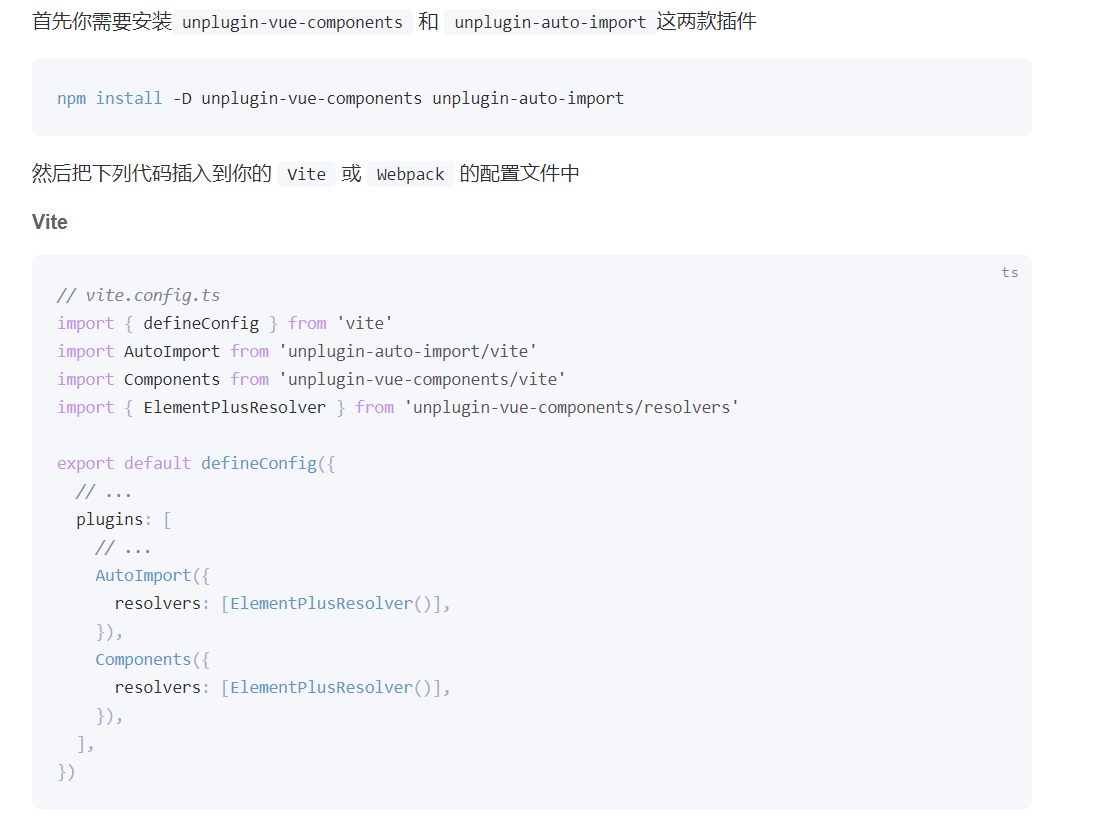 首先你需要安装 unplugin-vue-components 和 unplugin-auto-import 这两款插件
npm install -D unplugin-vue-components unplugin-auto-import
然后把下列代码插入到你的 Vite 或 Webpack 的配置文件中
Vite
ts
// vite.config.ts
import { defineConfig } from 'vite'
import AutoImport from 'unplugin-auto-import/vite'
import Components from 'unplugin-vue-components/vite'
import { ElementPlusResolver } from 'unplugin-vue-components/resolvers'

export default defineConfig({
  // ...
  plugins: [
    // ...
    AutoImport({
      resolvers: [ElementPlusResolver()],
    }),
    Components({
      resolvers: [ElementPlusResolver()],
    }),
  ],
})